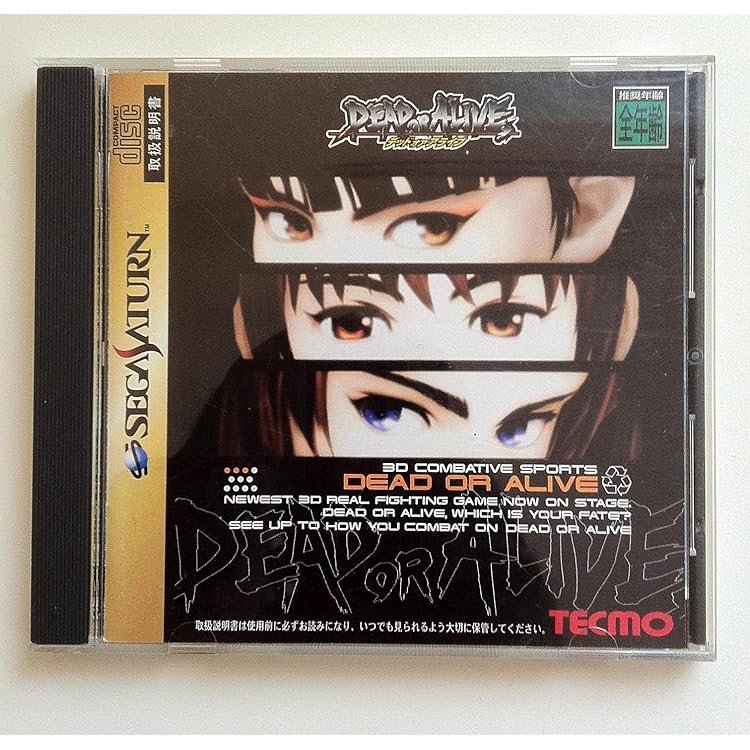 COMPACT
disc
取扱説明書
SEGA SATURN™
DEAD OR ALIVE
デッド オア アライブ
推奨年齢
全年齢
3D COMBATIVE SPORTS
DEAD OR ALIVE
NEWEST 3D REAL FIGHTING GAME, NOW ON STAGE.
DEAD OR ALIVE, WHICH IS YOUR FATE?
SEE UP TO HOW YOU COMBAT ON DEAD OR ALIVE
DEAD OR ALIVE
取扱説明書は使用前に必ずお読みになり、いつでも見られるよう大切に保管してください。
TECMO